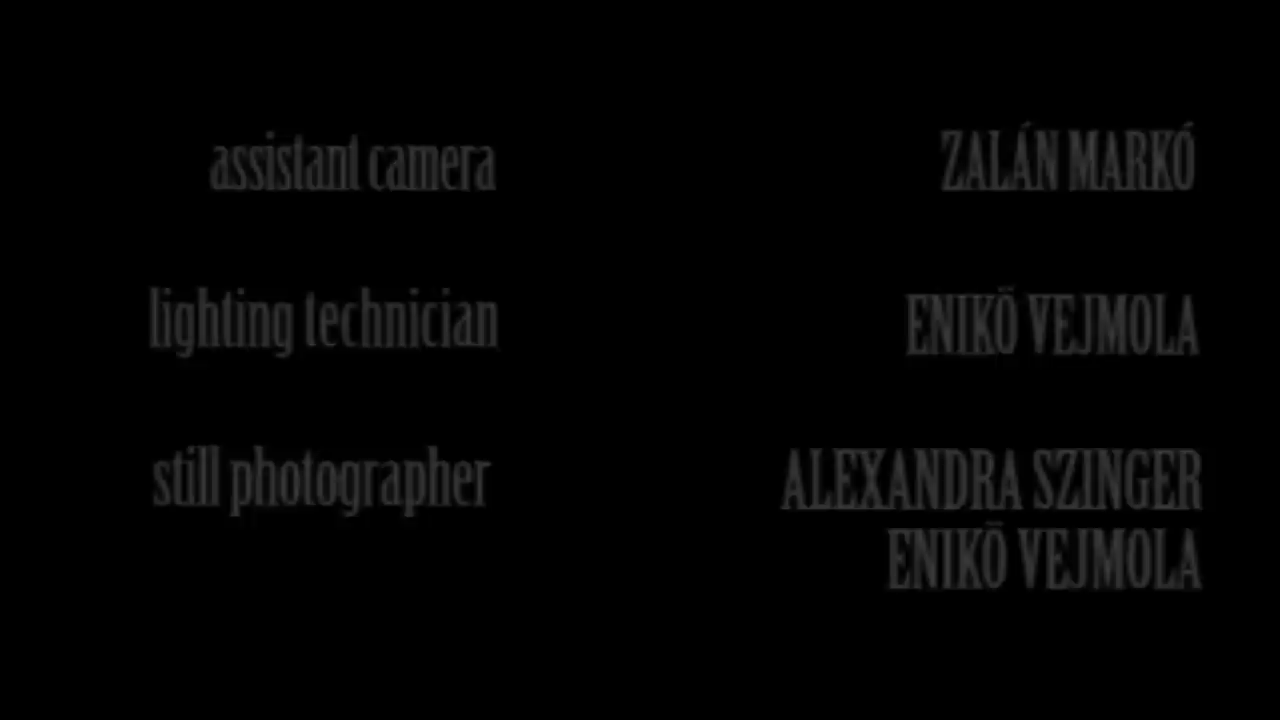 assistant camera ZALÁN MARKÓ
lighting technician ENIKŐ VEJMOLA
still photographer ALEXANDRA SZINGER
ENIKŐ VEJMOLA